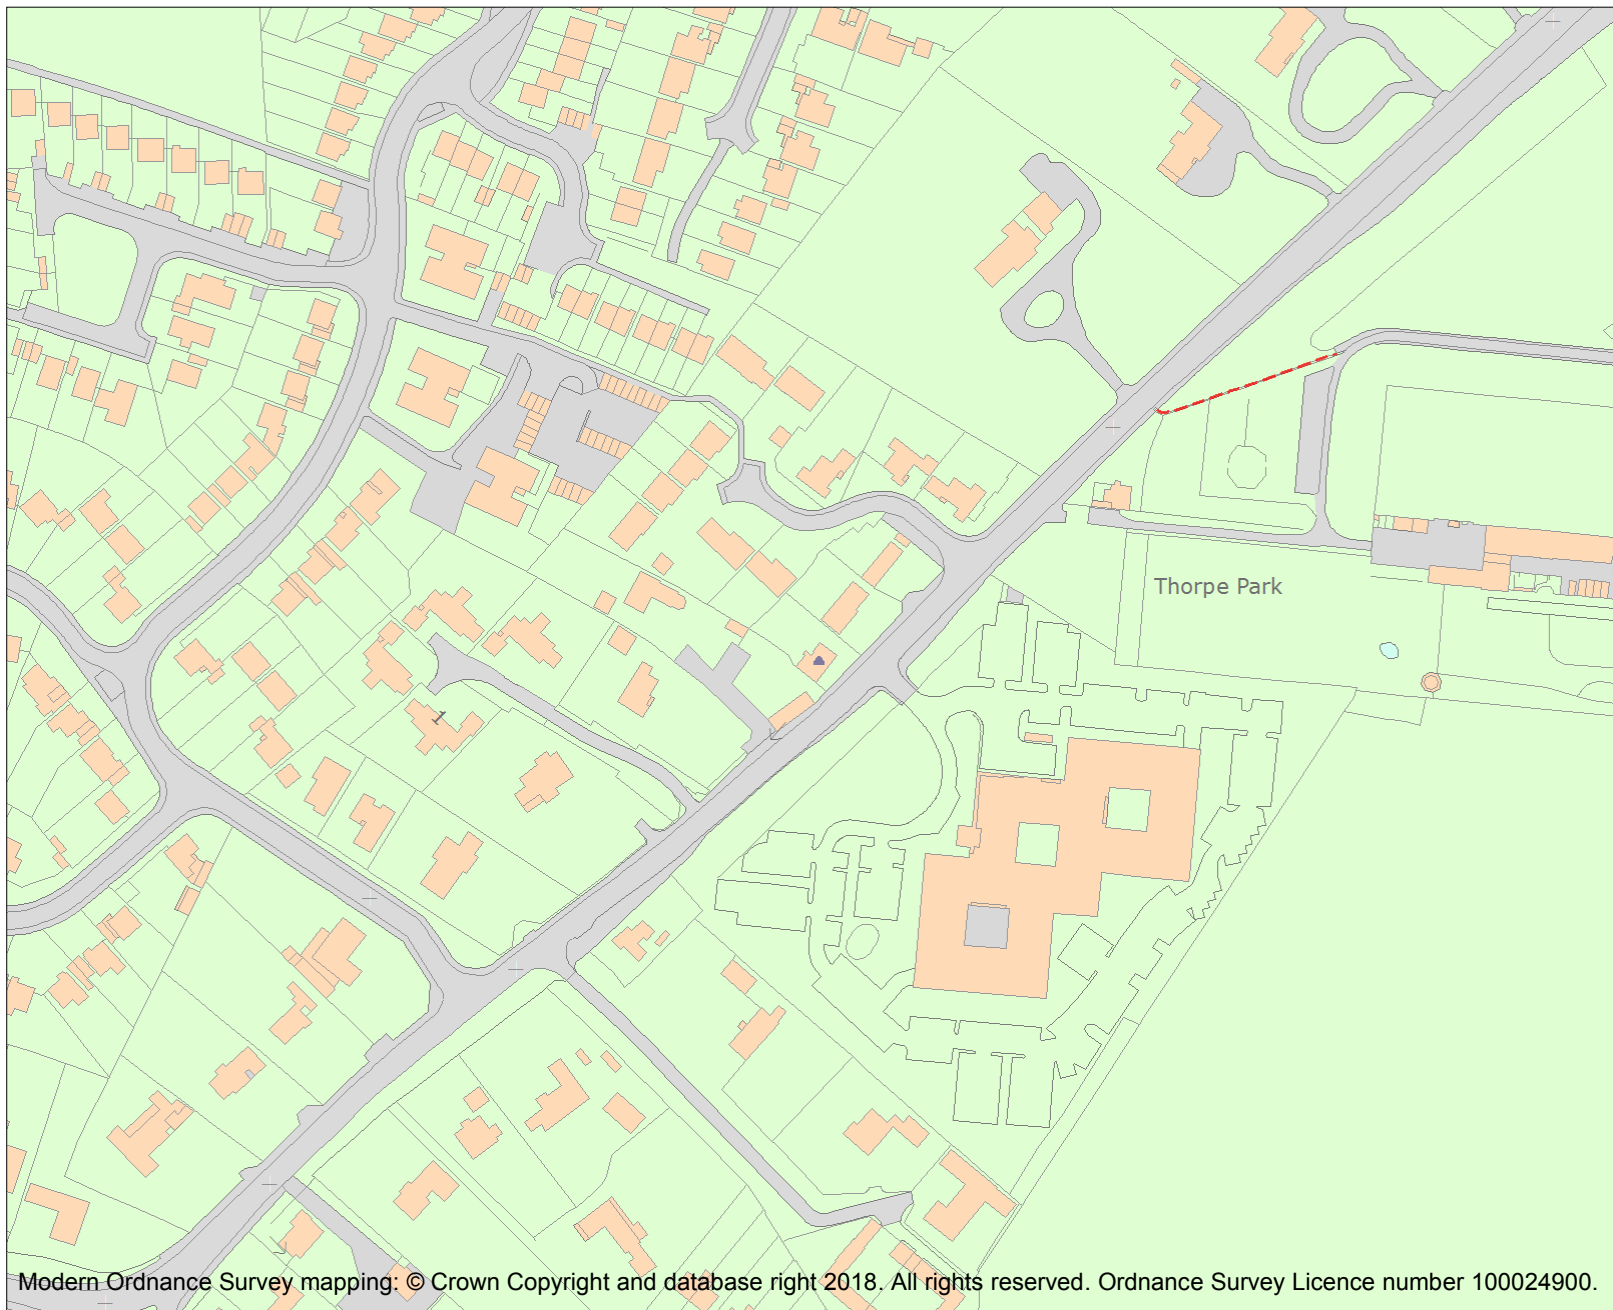 Thorpe Park
1
Modern Ordnance Survey mapping: © Crown Copyright and database right 2018. All rights reserved. Ordnance Survey Licence number 100024900.